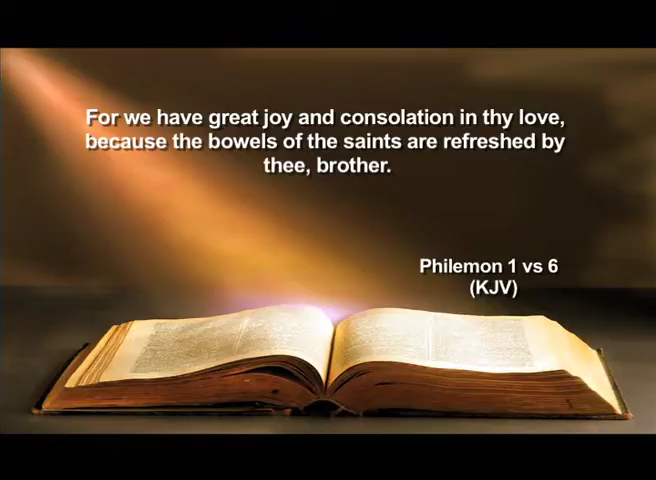 For we have great joy and consolation in thy love,
because the bowels of the saints are refreshed by
thee, brother.
Philemon 1 vs 6
(KJV)